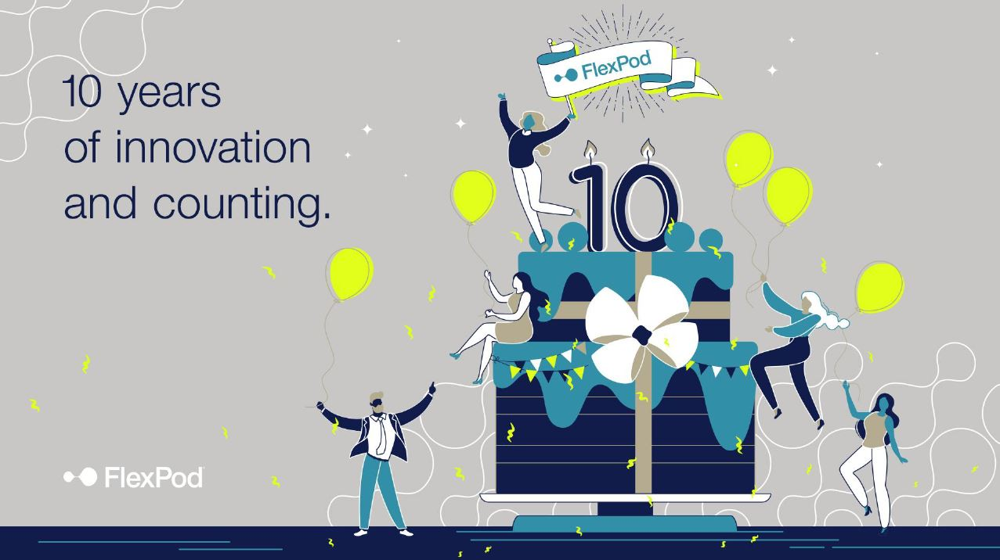 10 years
of innovation
and counting.
FlexPod
10
FlexPod